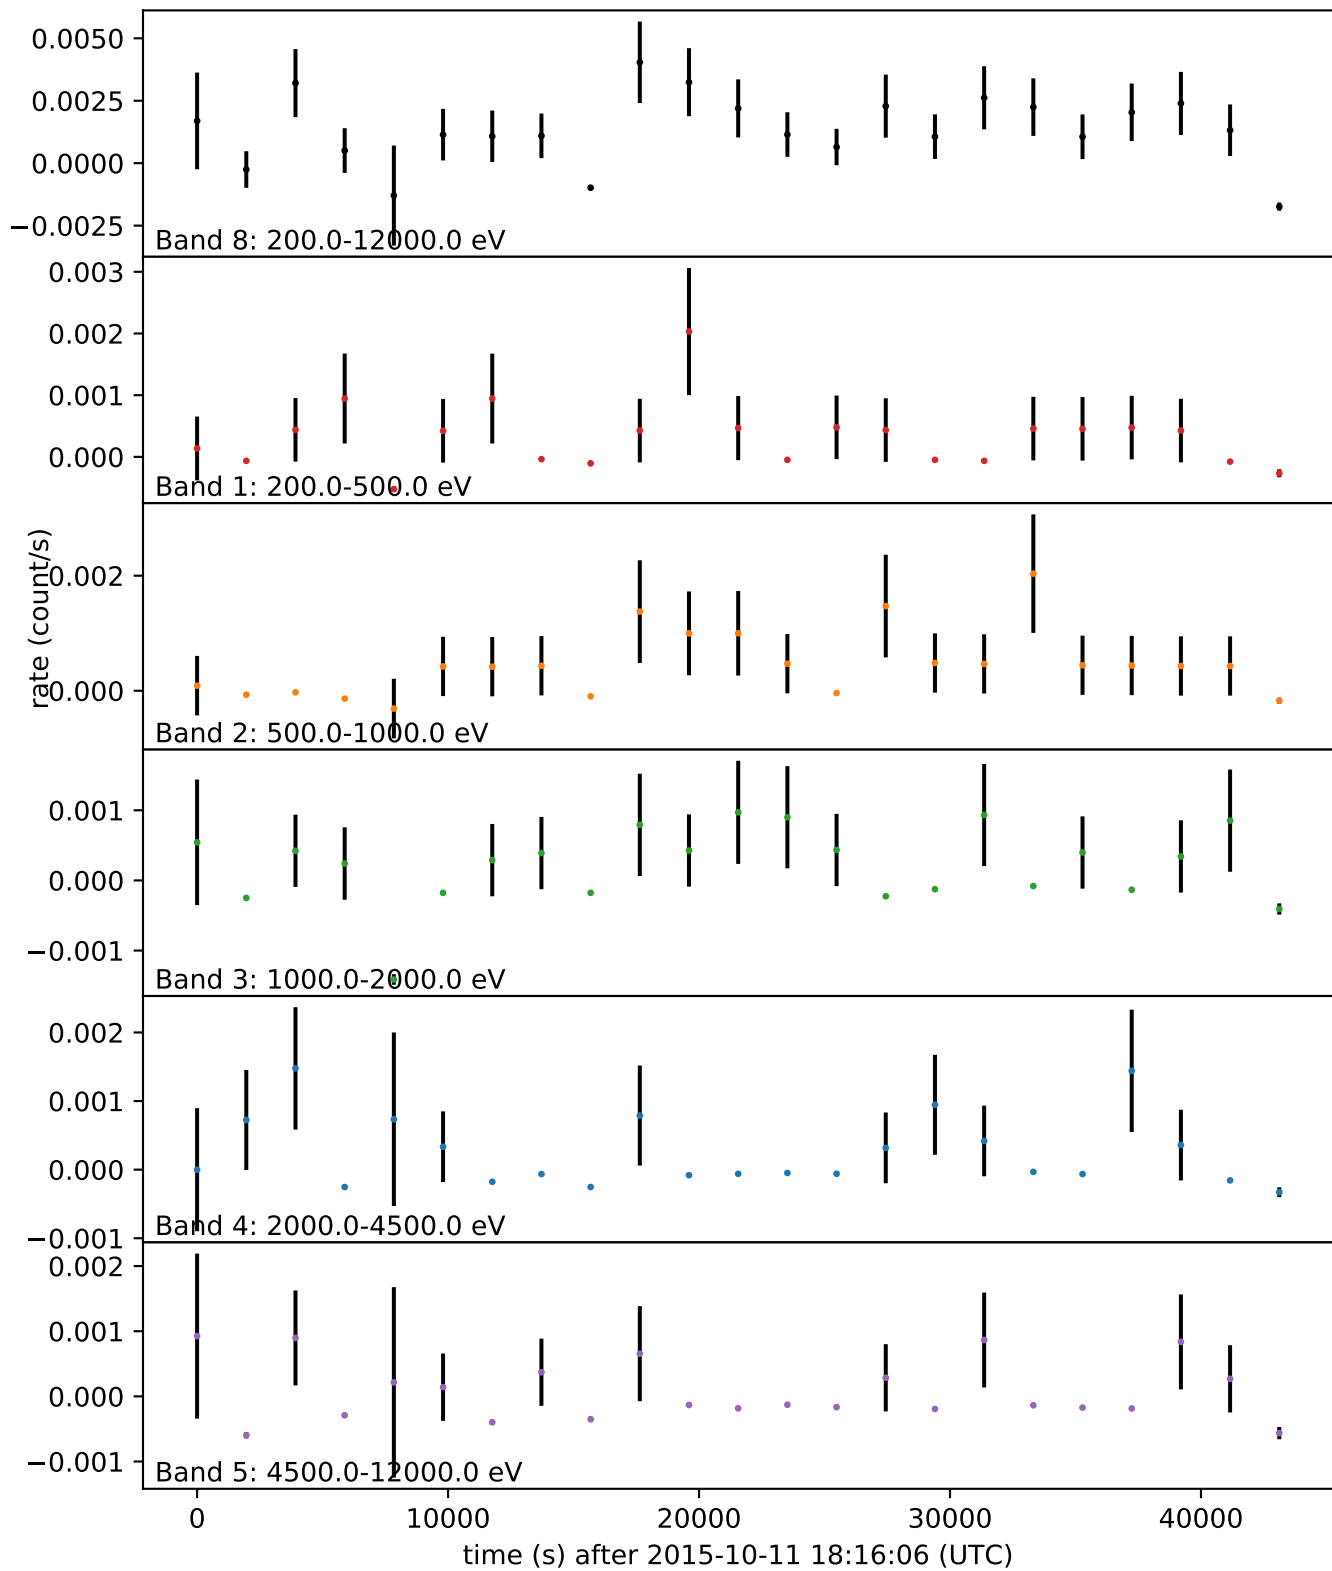 0.0050
0.0025
0.0000
−0.0025
Band 8: 200.0-12000.0 eV
0.003
0.002
0.001
0.000
Band 1: 200.0-500.0 eV
rate (count/s)
0.002
0.000
Band 2: 500.0-1000.0 eV
0.001
0.000
−0.001
Band 3: 1000.0-2000.0 eV
0.002
0.001
0.000
−0.001
Band 4: 2000.0-4500.0 eV
0.002
0.001
0.000
−0.001
Band 5: 4500.0-12000.0 eV
0 10000 20000 30000 40000
time (s) after 2015-10-11 18:16:06 (UTC)